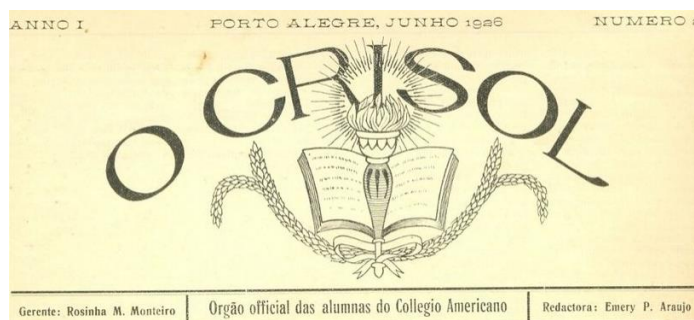 ANNO I. PORTO ALEGRE, JUNHO 1926 NUMERO
O CRISOL
Gerente: Rosinha M. Monteiro Orgão official das alumnas do Collegio Americano Redactora: Emery P. Araujo